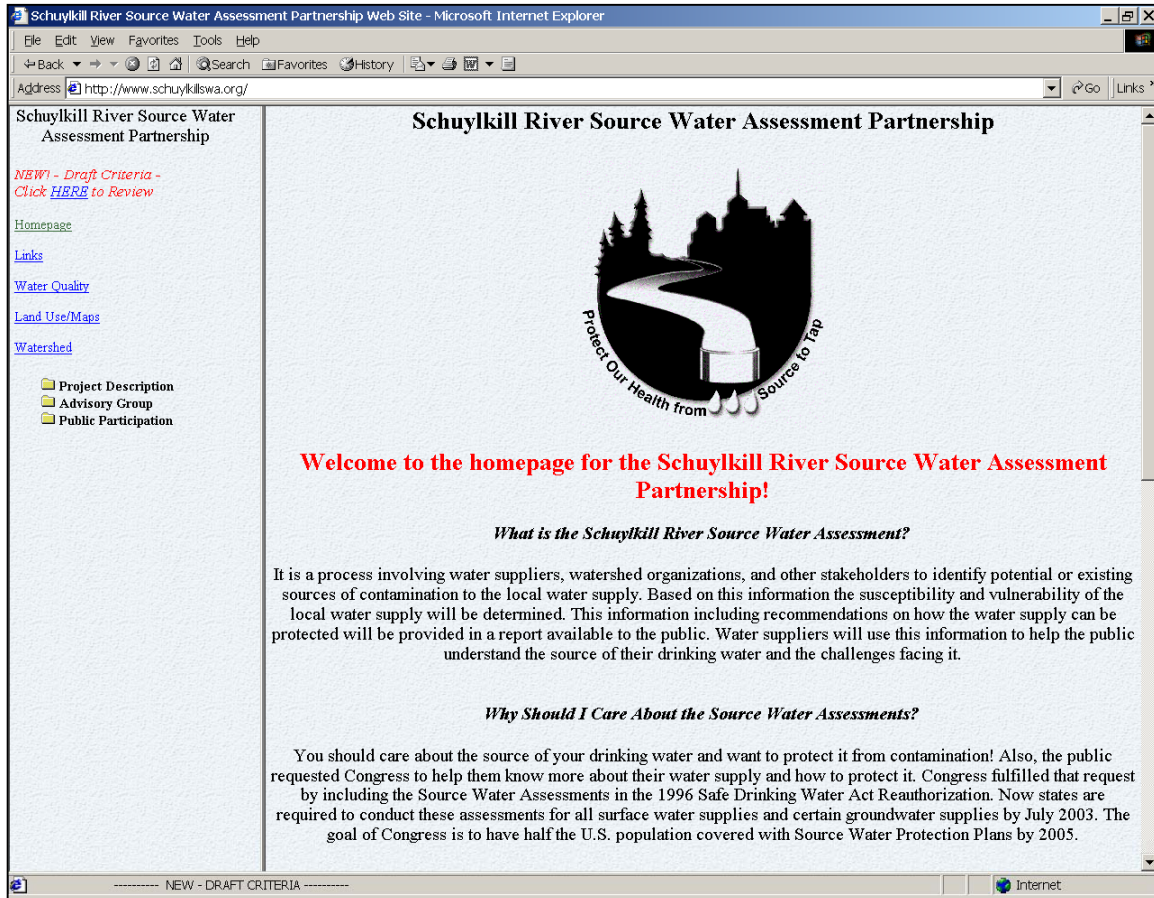 Schuylkill River Source Water Assessment Partnership Web Site - Microsoft Internet Explorer
File Edit View Favorites Tools Help
Back Search Favorites History
Address http://www.schuylkillswa.org/ Go Links
Schuylkill River Source Water
Assessment Partnership
NEW! - Draft Criteria -
Click HERE to Review
Homepage
Links
Water Quality
Land Use/Maps
Watershed
Project Description
Advisory Group
Public Participation
Schuylkill River Source Water Assessment Partnership
Protect Our Health from Source to Tap
Welcome to the homepage for the Schuylkill River Source Water Assessment
Partnership!
What is the Schuylkill River Source Water Assessment?
It is a process involving water suppliers, watershed organizations, and other stakeholders to identify potential or existing
sources of contamination to the local water supply. Based on this information the susceptibility and vulnerability of the
local water supply will be determined. This information including recommendations on how the water supply can be
protected will be provided in a report available to the public. Water suppliers will use this information to help the public
understand the source of their drinking water and the challenges facing it.
Why Should I Care About the Source Water Assessments?
You should care about the source of your drinking water and want to protect it from contamination! Also, the public
requested Congress to help them know more about their water supply and how to protect it. Congress fulfilled that request
by including the Source Water Assessments in the 1996 Safe Drinking Water Act Reauthorization. Now states are
required to conduct these assessments for all surface water supplies and certain groundwater supplies by July 2003. The
goal of Congress is to have half the U.S. population covered with Source Water Protection Plans by 2005.
---------- NEW - DRAFT CRITERIA ---------- Internet